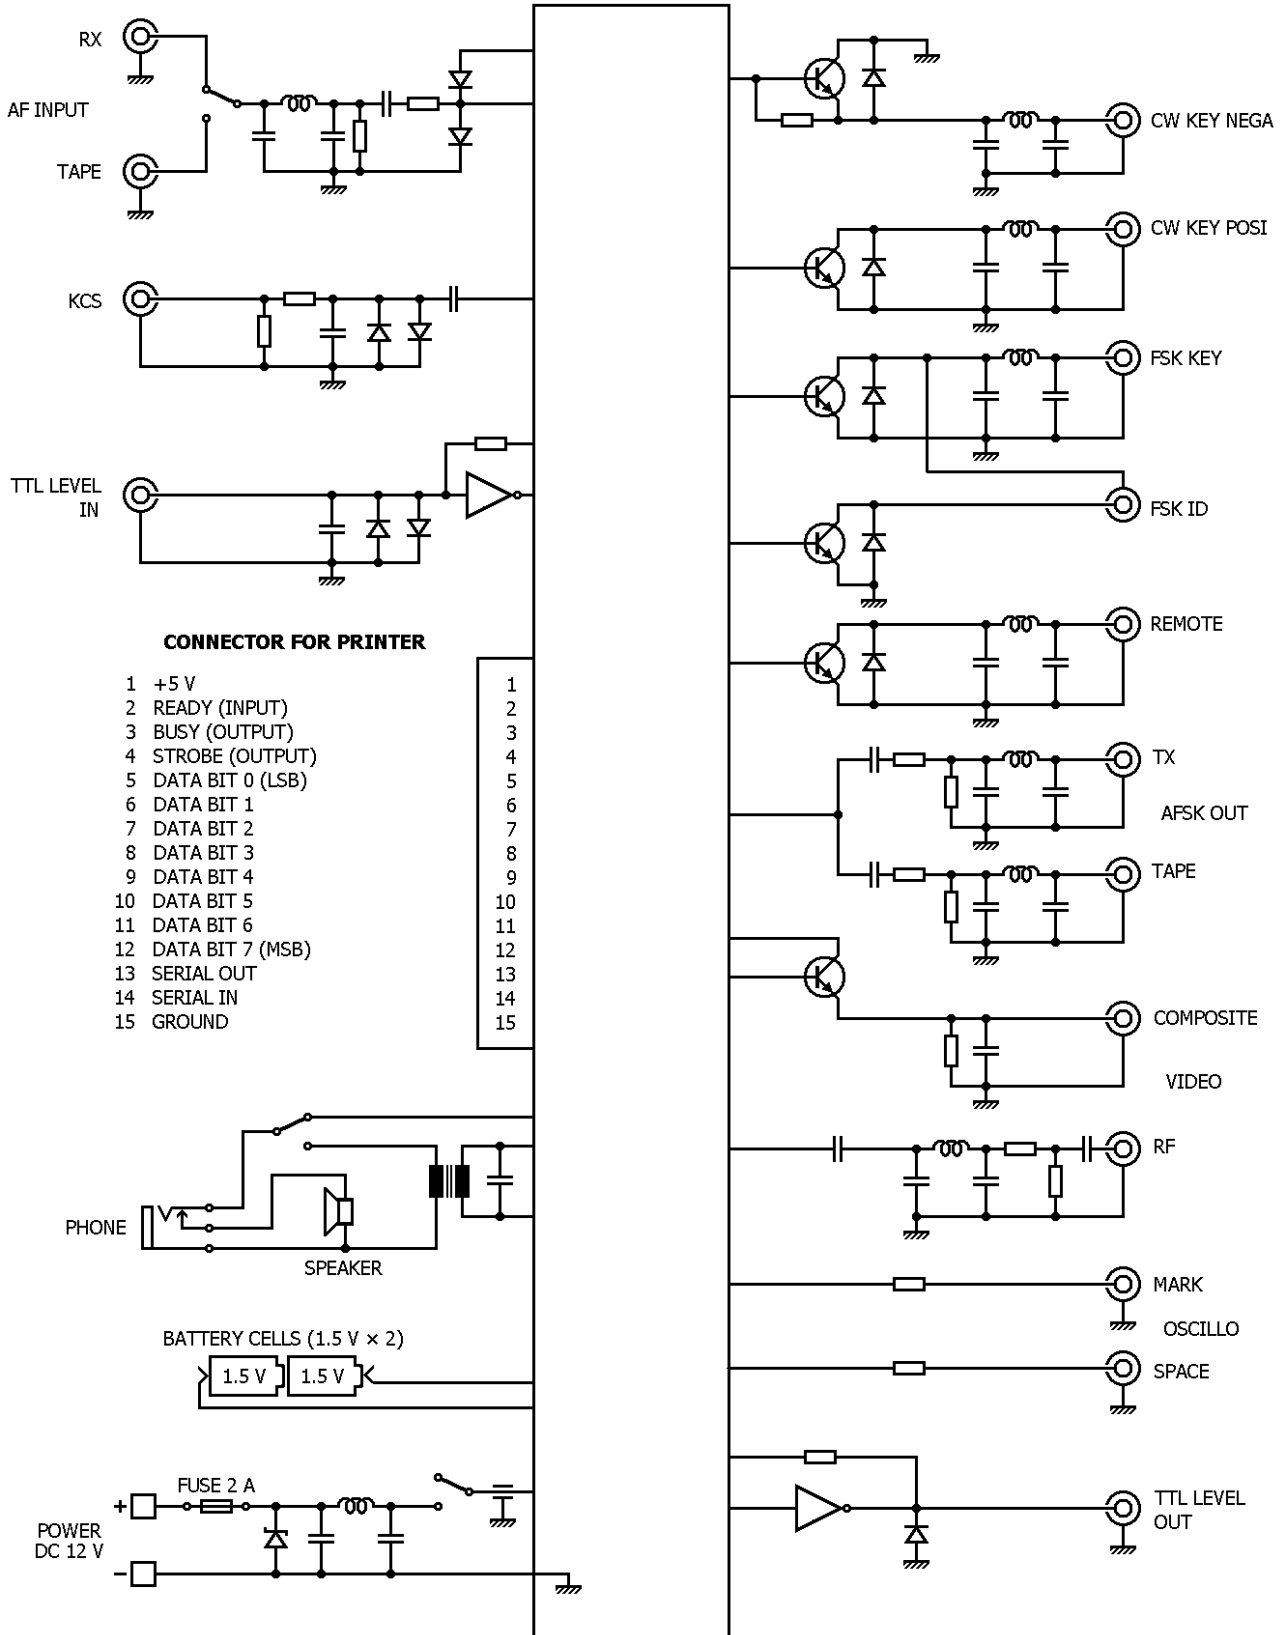 RX
AF INPUT
TAPE
KCS
TTL LEVEL
IN
CONNECTOR FOR PRINTER
1 +5 V 1
2 READY (INPUT) 2
3 BUSY (OUTPUT) 3
4 STROBE (OUTPUT) 4
5 DATA BIT 0 (LSB) 5
6 DATA BIT 1 6
7 DATA BIT 2 7
8 DATA BIT 3 8
9 DATA BIT 4 9
10 DATA BIT 5 10
11 DATA BIT 6 11
12 DATA BIT 7 (MSB) 12
13 SERIAL OUT 13
14 SERIAL IN 14
15 GROUND 15
PHONE
SPEAKER
BATTERY CELLS (1.5 V × 2)
1.5 V 1.5 V
FUSE 2 A
+
POWER
DC 12 V
−
CW KEY NEGA
CW KEY POSI
FSK KEY
FSK ID
REMOTE
TX
AFSK OUT
TAPE
COMPOSITE
VIDEO
RF
MARK
OSCILLO
SPACE
TTL LEVEL
OUT